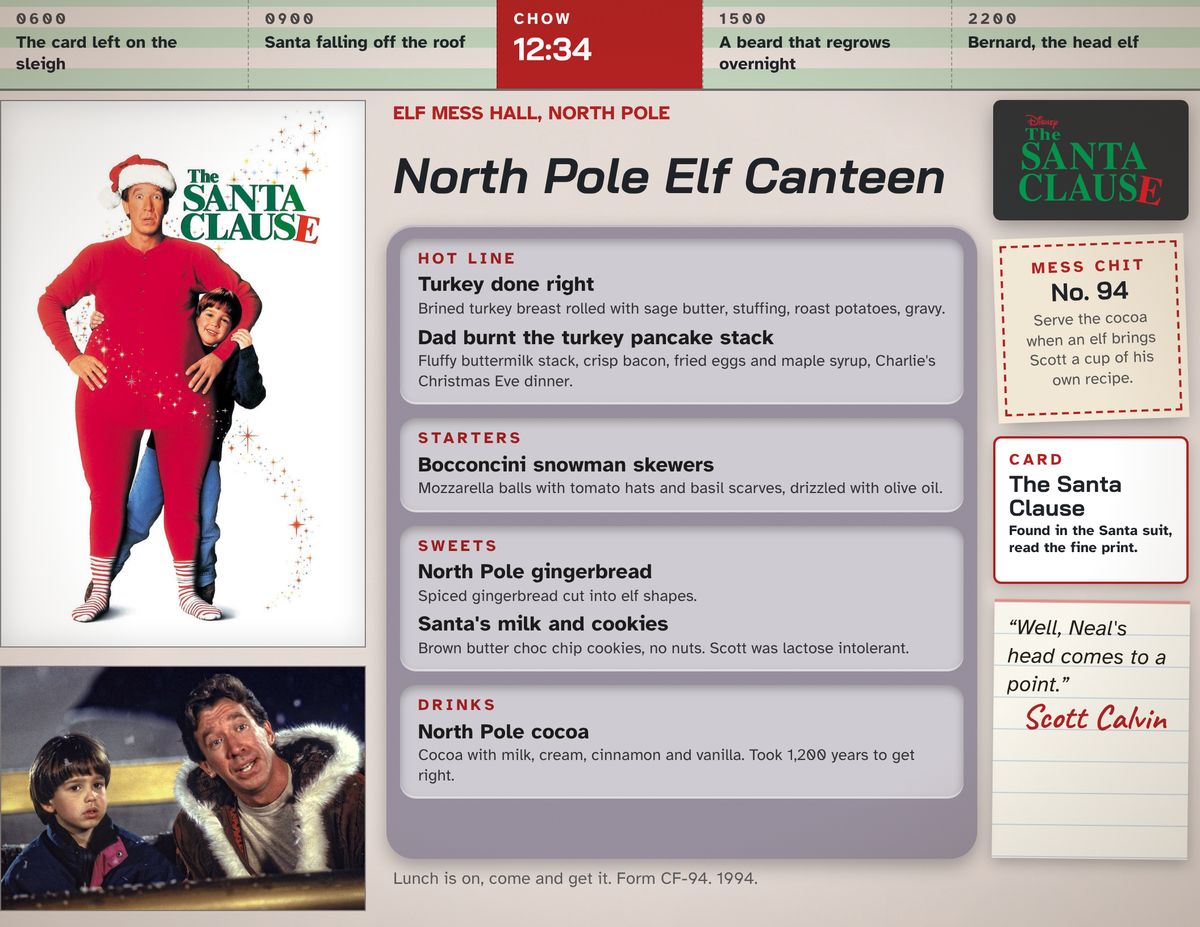 0600
The card left on the
sleigh
0900
Santa falling off the roof
CHOW
12:34
1500
A beard that regrows
overnight
2200
Bernard, the head elf
The
SANTA
CLAUSE
ELF MESS HALL, NORTH POLE
North Pole Elf Canteen
HOT LINE
Turkey done right
Brined turkey breast rolled with sage butter, stuffing, roast potatoes, gravy.
Dad burnt the turkey pancake stack
Fluffy buttermilk stack, crisp bacon, fried eggs and maple syrup, Charlie's
Christmas Eve dinner.
STARTERS
Bocconcini snowman skewers
Mozzarella balls with tomato hats and basil scarves, drizzled with olive oil.
SWEETS
North Pole gingerbread
Spiced gingerbread cut into elf shapes.
Santa's milk and cookies
Brown butter choc chip cookies, no nuts. Scott was lactose intolerant.
DRINKS
North Pole cocoa
Cocoa with milk, cream, cinnamon and vanilla. Took 1,200 years to get
right.
Lunch is on, come and get it. Form CF-94. 1994.
Disney
The
SANTA
CLAUSE
MESS CHIT
No. 94
Serve the cocoa
when an elf brings
Scott a cup of his
own recipe.
CARD
The Santa
Clause
Found in the Santa suit,
read the fine print.
“Well, Neal's
head comes to a
point.”
Scott Calvin